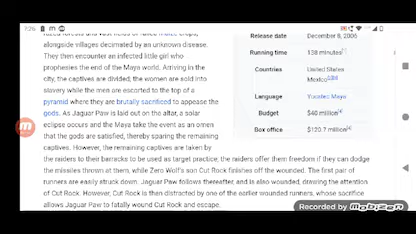 7:26
alongside villages decimated by an unknown disease.
They then encounter an infected little girl who
prophesies the end of the Maya world. Arriving in
the city, the captives are divided; the women are sold into
slavery while the men are escorted to the top of a
pyramid where they are brutally sacrificed to appease the
gods. As Jaguar Paw is laid out on the altar, a solar
eclipse occurs and the Maya take the event as an omen
that the gods are satisfied, thereby sparing the remaining
captives. However, the remaining captives are taken by
the raiders to their barracks to be used as target practice; the raiders offer them freedom if they can dodge
the missiles thrown at them, while Zero Wolf's son Cut Rock finishes off the wounded. The first pair of
runners are easily struck down. Jaguar Paw follows thereafter, and is also wounded, drawing the attention
of Cut Rock. However, Cut Rock is then distracted by one of the earlier wounded runners, whose sacrifice
allows Jaguar Paw to fatally wound Cut Rock and escape.
Release date December 8, 2006
Running time 138 minutes
Countries United States
Mexico
Language Yucatec Maya
Budget $40 million
Box office $120.7 million
Recorded by Mobizen